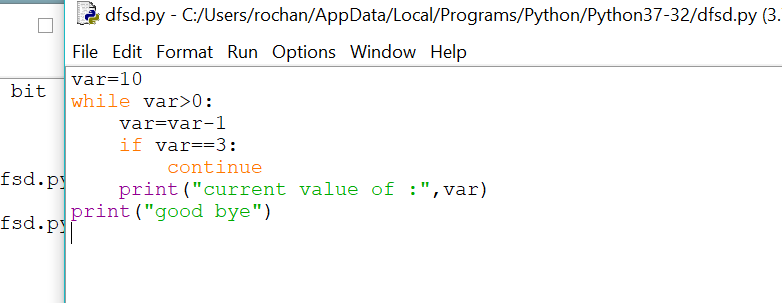 dfsd.py - C:/Users/rochan/AppData/Local/Programs/Python/Python37-32/dfsd.py (3.
File Edit Format Run Options Window Help
bit
fsd.py
fsd.py
var=10
while var>0:
    var=var-1
    if var==3:
        continue
    print("current value of :",var)
print("good bye")